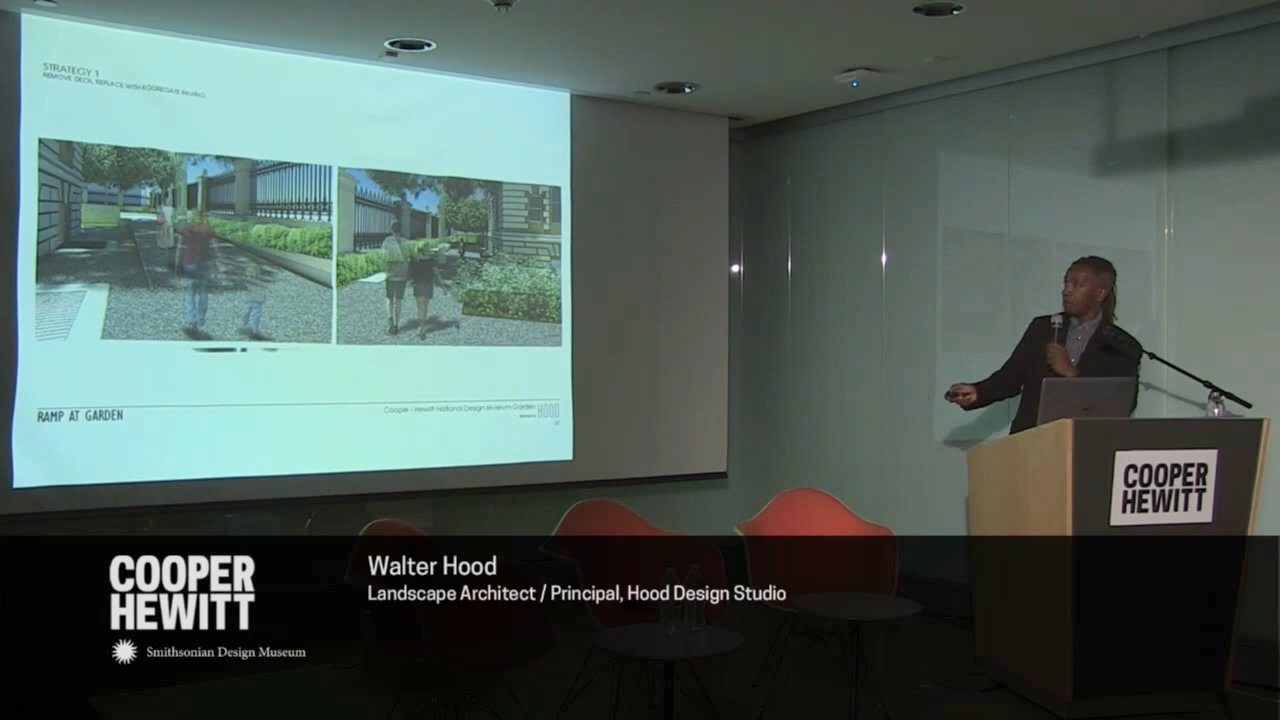 STRATEGY 1
REMOVE DECK, REPLACE WITH AGGREGATE PAVING
RAMP AT GARDEN
Cooper - Hewitt National Design Museum Garden
HOOD
COOPER
HEWITT
COOPER
HEWITT
Smithsonian Design Museum
Walter Hood
Landscape Architect / Principal, Hood Design Studio